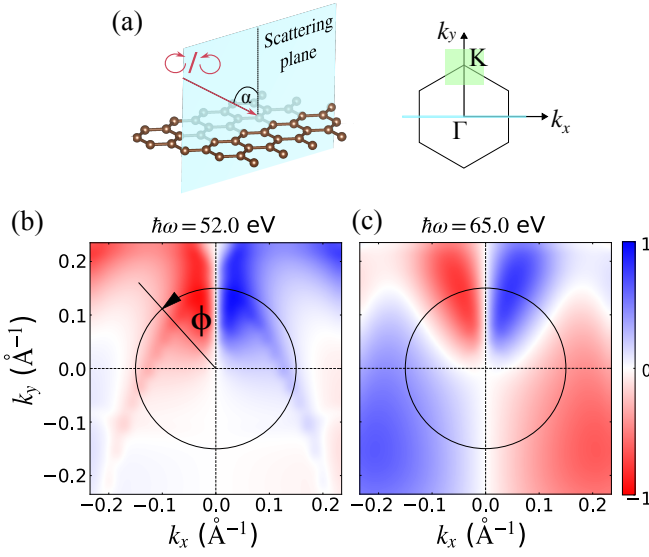 (a)
Scattering
plane
α
k_y
K
Γ
k_x
(b)
ħω = 52.0 eV
(c)
ħω = 65.0 eV
0.2
0.1
0.0
−0.1
−0.2
k_y (Å⁻¹)
ϕ
−0.2 −0.1 0.0 0.1 0.2
k_x (Å⁻¹)
−0.2 −0.1 0.0 0.1 0.2
k_x (Å⁻¹)
1
0
−1